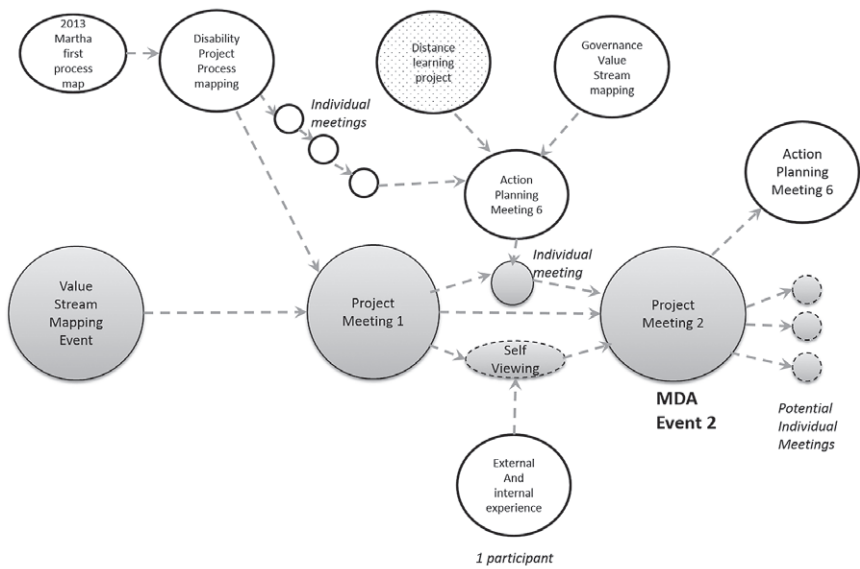 2013
Martha
first
process
map
Disability
Project
Process
mapping
Individual
meetings
Distance
learning
project
Governance
Value
Stream
mapping
Action
Planning
Meeting 6
Action
Planning
Meeting 6
Value
Stream
Mapping
Event
Project
Meeting 1
Individual
meeting
Self
Viewing
Project
Meeting 2
MDA
Event 2
Potential
Individual
Meetings
External
And
internal
experience
1 participant